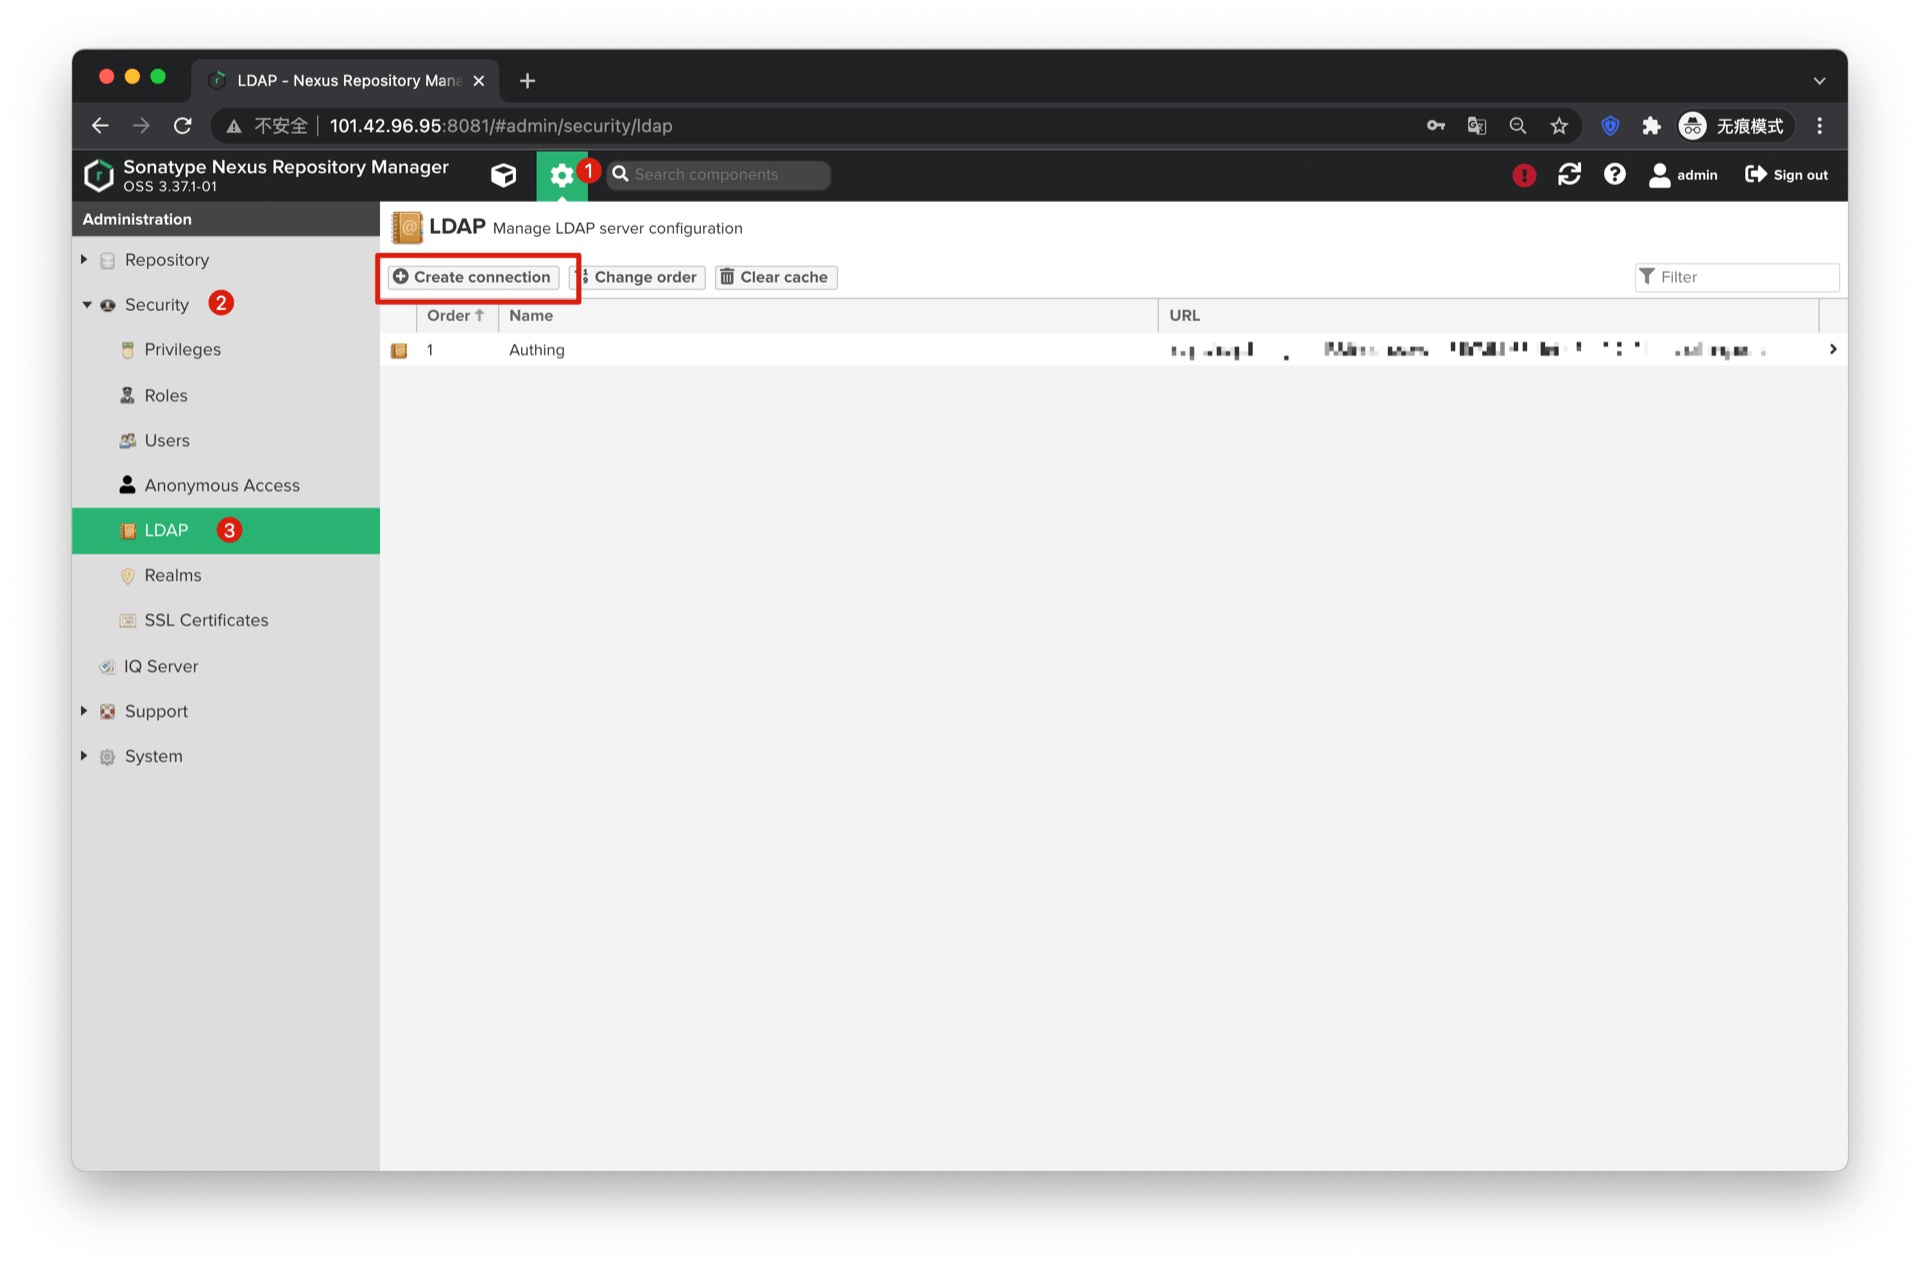 LDAP - Nexus Repository Mana
不安全 101.42.96.95:8081/#admin/security/ldap
无痕模式
Sonatype Nexus Repository Manager
OSS 3.37.1-01
1
Search components
admin
Sign out
Administration
Repository
Security 2
Privileges
Roles
Users
Anonymous Access
LDAP 3
Realms
SSL Certificates
IQ Server
Support
System
LDAP Manage LDAP server configuration
Create connection
Change order
Clear cache
Filter
Order Name URL
1 Authing